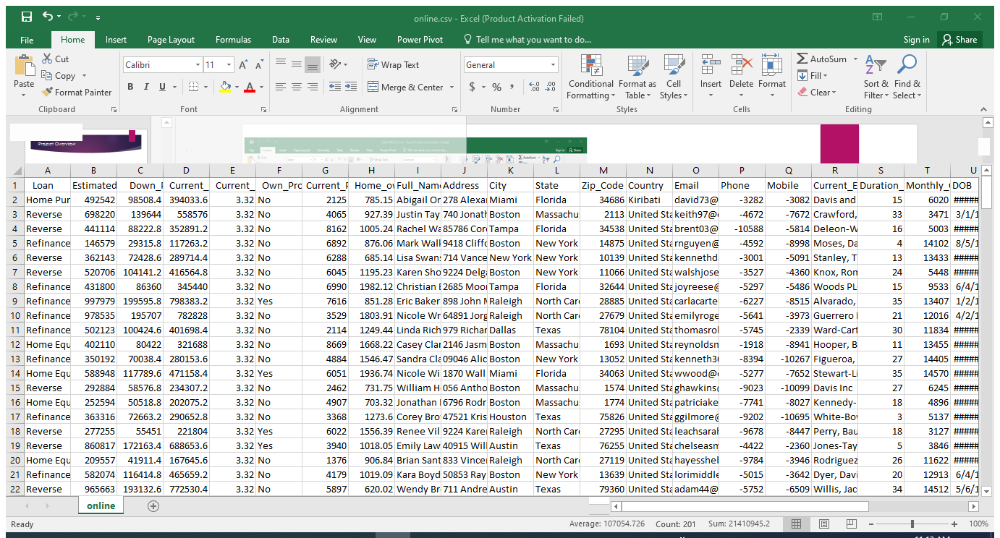 online.csv - Excel (Product Activation Failed)
File Home Insert Page Layout Formulas Data Review View Power Pivot Tell me what you want to do... Sign in Share
Paste Cut Copy Format Painter Clipboard
Calibri 11 B I U A A A Font
Wrap Text Merge & Center Alignment
General $ % , Number
Conditional Formatting Format as Table Cell Styles Styles
Insert Delete Format Cells
AutoSum Fill Clear Sort & Filter Find & Select Editing
Project Overview
A B C D E F G H I J K L M N O P Q R S T U
1 Loan Estimated Down_ Current_ Current_ Own_Pro Current_ Home_o Full_Name Address City State Zip_Code Country Email Phone Mobile Current_E Duration_ Monthly_ DOB
2 Home Pur 492542 98508.4 394033.6 3.32 No 2125 785.15 Abigail Or 278 Alexa Miami Florida 34686 Kiribati david73@ -3282 -3082 Davis and 15 6020 #####
3 Reverse 698220 139644 558576 3.32 No 4065 927.39 Justin Tay 740 Jonath Boston Massachu 2113 United Sta keith97@ -4672 -7672 Crawford, 33 3471 3/1/1
4 Reverse 441114 88222.8 352891.2 3.32 No 8162 1005.24 Rachel Wa 85786 Cor Tampa Florida 34538 United Sta brent03@ -10588 -5814 Deleon-W 16 5003 #####
5 Refinance 146579 29315.8 117263.2 3.32 No 6892 876.06 Mark Walk 9418 Cliffo Boston New York 14875 United Sta rnguyen@ -4592 -8998 Moses, Da 4 14102 8/5/1
6 Reverse 362143 72428.6 289714.4 3.32 No 6288 685.14 Lisa Swans 714 Vance New York New York 10139 United Sta kennethd -3001 -5091 Stanley, T 13 13433 #####
7 Reverse 520706 104141.2 416564.8 3.32 No 6045 1195.23 Karen Sho 9224 Delga Boston New York 11066 United Sta walshjose -3527 -4360 Knox, Rom 24 5448 #####
8 Refinance 431800 86360 345440 3.32 No 6990 1982.12 Christian 2685 Moo Tampa Florida 32644 United Sta joyreese@ -5297 -5486 Woods PL 15 9533 6/4/1
9 Refinance 997979 199595.8 798383.2 3.32 Yes 7616 851.28 Eric Baker 898 John Raleigh North Car 28885 United Sta carlacarte -6227 -8515 Alvarado, 35 13407 1/2/1
10 Refinance 978535 195707 782828 3.32 No 3529 1803.91 Nicole Wr 64891 Jorg Raleigh North Car 27679 United Sta emilyroge -5641 -3973 Guerrero 21 12016 4/2/1
11 Refinance 502123 100424.6 401698.4 3.32 No 2114 1249.44 Linda Rich 979 Richar Dallas Texas 78104 United Sta thomasrol -5745 -2339 Ward-Cart 30 11834 #####
12 Home Equ 402110 80422 321688 3.32 No 8669 1668.22 Casey Clar 2146 Jasm Boston Massachu 1693 United Sta reynoldsm -1918 -8941 Hooper, B 11 13455 #####
13 Refinance 350192 70038.4 280153.6 3.32 No 4884 1546.47 Sandra Cla 09046 Alic Boston New York 13052 United Sta kenneth3 -8394 -10267 Figueroa, 27 14405 #####
14 Home Equ 588948 117789.6 471158.4 3.32 Yes 6051 1936.74 Nicole Wi 1870 Wall Miami Florida 34063 United Sta wwood@ -5277 -7652 Stewart-Li 35 14570 #####
15 Reverse 292884 58576.8 234307.2 3.32 No 2462 731.75 William H 056 Antho Boston Massachu 1574 United Sta ghawkins@ -9023 -10099 Davis Inc 27 6245 #####
16 Home Equ 252594 50518.8 202075.2 3.32 No 4907 703.32 Jonathan 6796 Rodr Boston Massachu 1774 United Sta patriciake -7741 -8027 Kennedy- 18 4896 #####
17 Refinance 363316 72663.2 290652.8 3.32 No 3368 1273.6 Corey Bro 47521 Kris Houston Texas 75826 United Sta ggilmore@ -9202 -10695 White-Bo 3 5137 #####
18 Reverse 277255 55451 221804 3.32 Yes 6022 1556.39 Renee Vil 9224 Kare Raleigh North Car 27295 United Sta leachsarah -9678 -8447 Perry, Bau 18 3127 #####
19 Reverse 860817 172163.4 688653.6 3.32 Yes 3940 1018.05 Emily Law 40915 Will Austin Texas 76255 United Sta chelseasm -4422 -2360 Jones-Tay 5 3846 #####
20 Home Equ 209557 41911.4 167645.6 3.32 No 1376 906.84 Brian Sant 833 Vincen Raleigh North Car 27119 United Sta hayesshel -9784 -3946 Rodriguez 26 11622 #####
21 Refinance 582074 116414.8 465659.2 3.32 No 4179 1019.09 Kara Boyd 50853 Ray Boston New York 13639 United Sta lorimiddle -5015 -3642 Dyer, Davi 20 12913 6/4/1
22 Reverse 965663 193132.6 772530.4 3.32 No 5897 620.02 Wendy Br 711 Andre Austin Texas 79360 United Sta adam44@ -5752 -6509 Willis, Jac 34 14512 5/6/1
online
Ready Average: 107054.726 Count: 201 Sum: 21410945.2 100%